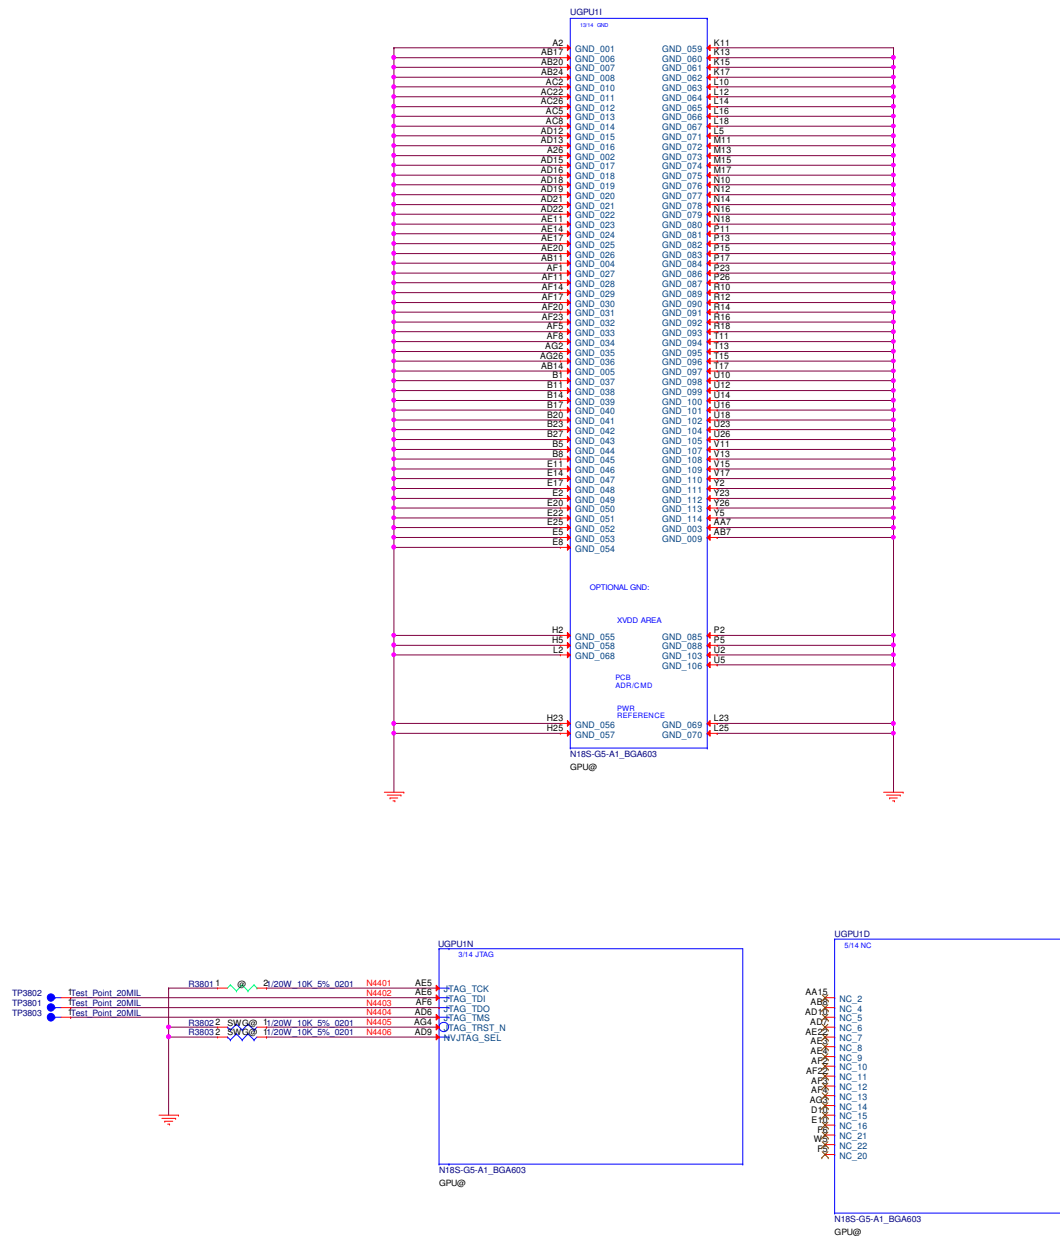 UGPU1I
13/14 GND
A2 GND_001 GND_059 K11
AB17 GND_006 GND_060 K13
AB20 GND_007 GND_061 K15
AB24 GND_008 GND_062 K17
AC2 GND_010 GND_063 L10
AC22 GND_011 GND_064 L12
AC26 GND_012 GND_065 L14
AC5 GND_013 GND_066 L16
AC8 GND_014 GND_067 L18
AD12 GND_015 GND_071 L5
AD13 GND_016 GND_072 M11
A26 GND_002 GND_073 M13
AD15 GND_017 GND_074 M15
AD16 GND_018 GND_075 M17
AD18 GND_019 GND_076 N10
AD19 GND_020 GND_077 N12
AD21 GND_021 GND_078 N14
AD22 GND_022 GND_079 N16
AE11 GND_023 GND_080 N18
AE14 GND_024 GND_081 P11
AE17 GND_025 GND_082 P13
AE20 GND_026 GND_083 P15
AB11 GND_004 GND_084 P17
AF1 GND_027 GND_086 P23
AF11 GND_028 GND_087 P26
AF14 GND_029 GND_089 R10
AF17 GND_030 GND_090 R12
AF20 GND_031 GND_091 R14
AF23 GND_032 GND_092 R16
AF5 GND_033 GND_093 R18
AF8 GND_034 GND_094 T11
AG2 GND_035 GND_095 T13
AG26 GND_036 GND_096 T15
AB14 GND_005 GND_097 T17
B1 GND_037 GND_098 U10
B11 GND_038 GND_099 U12
B14 GND_039 GND_100 U14
B17 GND_040 GND_101 U16
B20 GND_041 GND_102 U18
B23 GND_042 GND_104 U23
B27 GND_043 GND_105 U26
B5 GND_044 GND_107 V11
B8 GND_045 GND_108 V13
E11 GND_046 GND_109 V15
E14 GND_047 GND_110 V17
E17 GND_048 GND_111 Y2
E2 GND_049 GND_112 Y23
E20 GND_050 GND_113 Y26
E22 GND_051 GND_114 Y5
E25 GND_052 GND_003 AA7
E5 GND_053 GND_009 AB7
E8 GND_054
OPTIONAL GND:
XVDD AREA
H2 GND_055 GND_085 P2
H5 GND_058 GND_088 P5
L2 GND_068 GND_103 U2
GND_106 U5
PCB
ADR/CMD
PWR
REFERENCE
H23 GND_056 GND_069 L23
H25 GND_057 GND_070 L25
N18S-G5-A1_BGA603
GPU@
UGPU1N
3/14 JTAG
R3801 1 @ 2 1/20W_10K_5%_0201 N4401 AE5 JTAG_TCK
TP3802 1 Test_Point_20MIL N4402 AE6 JTAG_TDI
TP3801 1 Test_Point_20MIL N4403 AF6 JTAG_TDO
TP3803 1 Test_Point_20MIL N4404 AD6 JTAG_TMS
R3802 2 SWG@ 1 1/20W_10K_5%_0201 N4405 AG4 JTAG_TRST_N
R3803 2 SWG@ 1 1/20W_10K_5%_0201 N4406 AD9 NVJTAG_SEL
N18S-G5-A1_BGA603
GPU@
UGPU1D
5/14 NC
AA15 NC_2
NC_4
NC_5
NC_6
NC_7
NC_8
NC_9
NC_10
NC_11
NC_12
NC_13
NC_14
NC_15
NC_16
NC_21
NC_22
NC_20
N18S-G5-A1_BGA603
GPU@